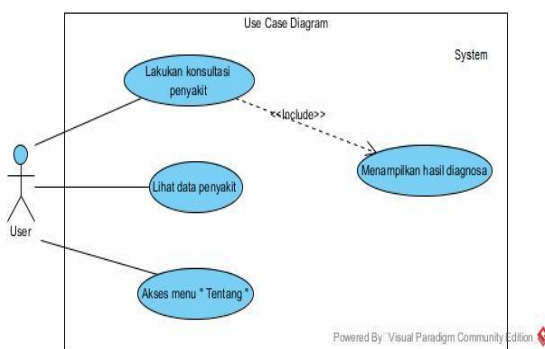 Use Case Diagram
System
Lakukan konsultasi
penyakit
<<Include>>
Menampilkan hasil diagnosa
Lihat data penyakit
User
Akses menu " Tentang "
Powered By Visual Paradigm Community Edition